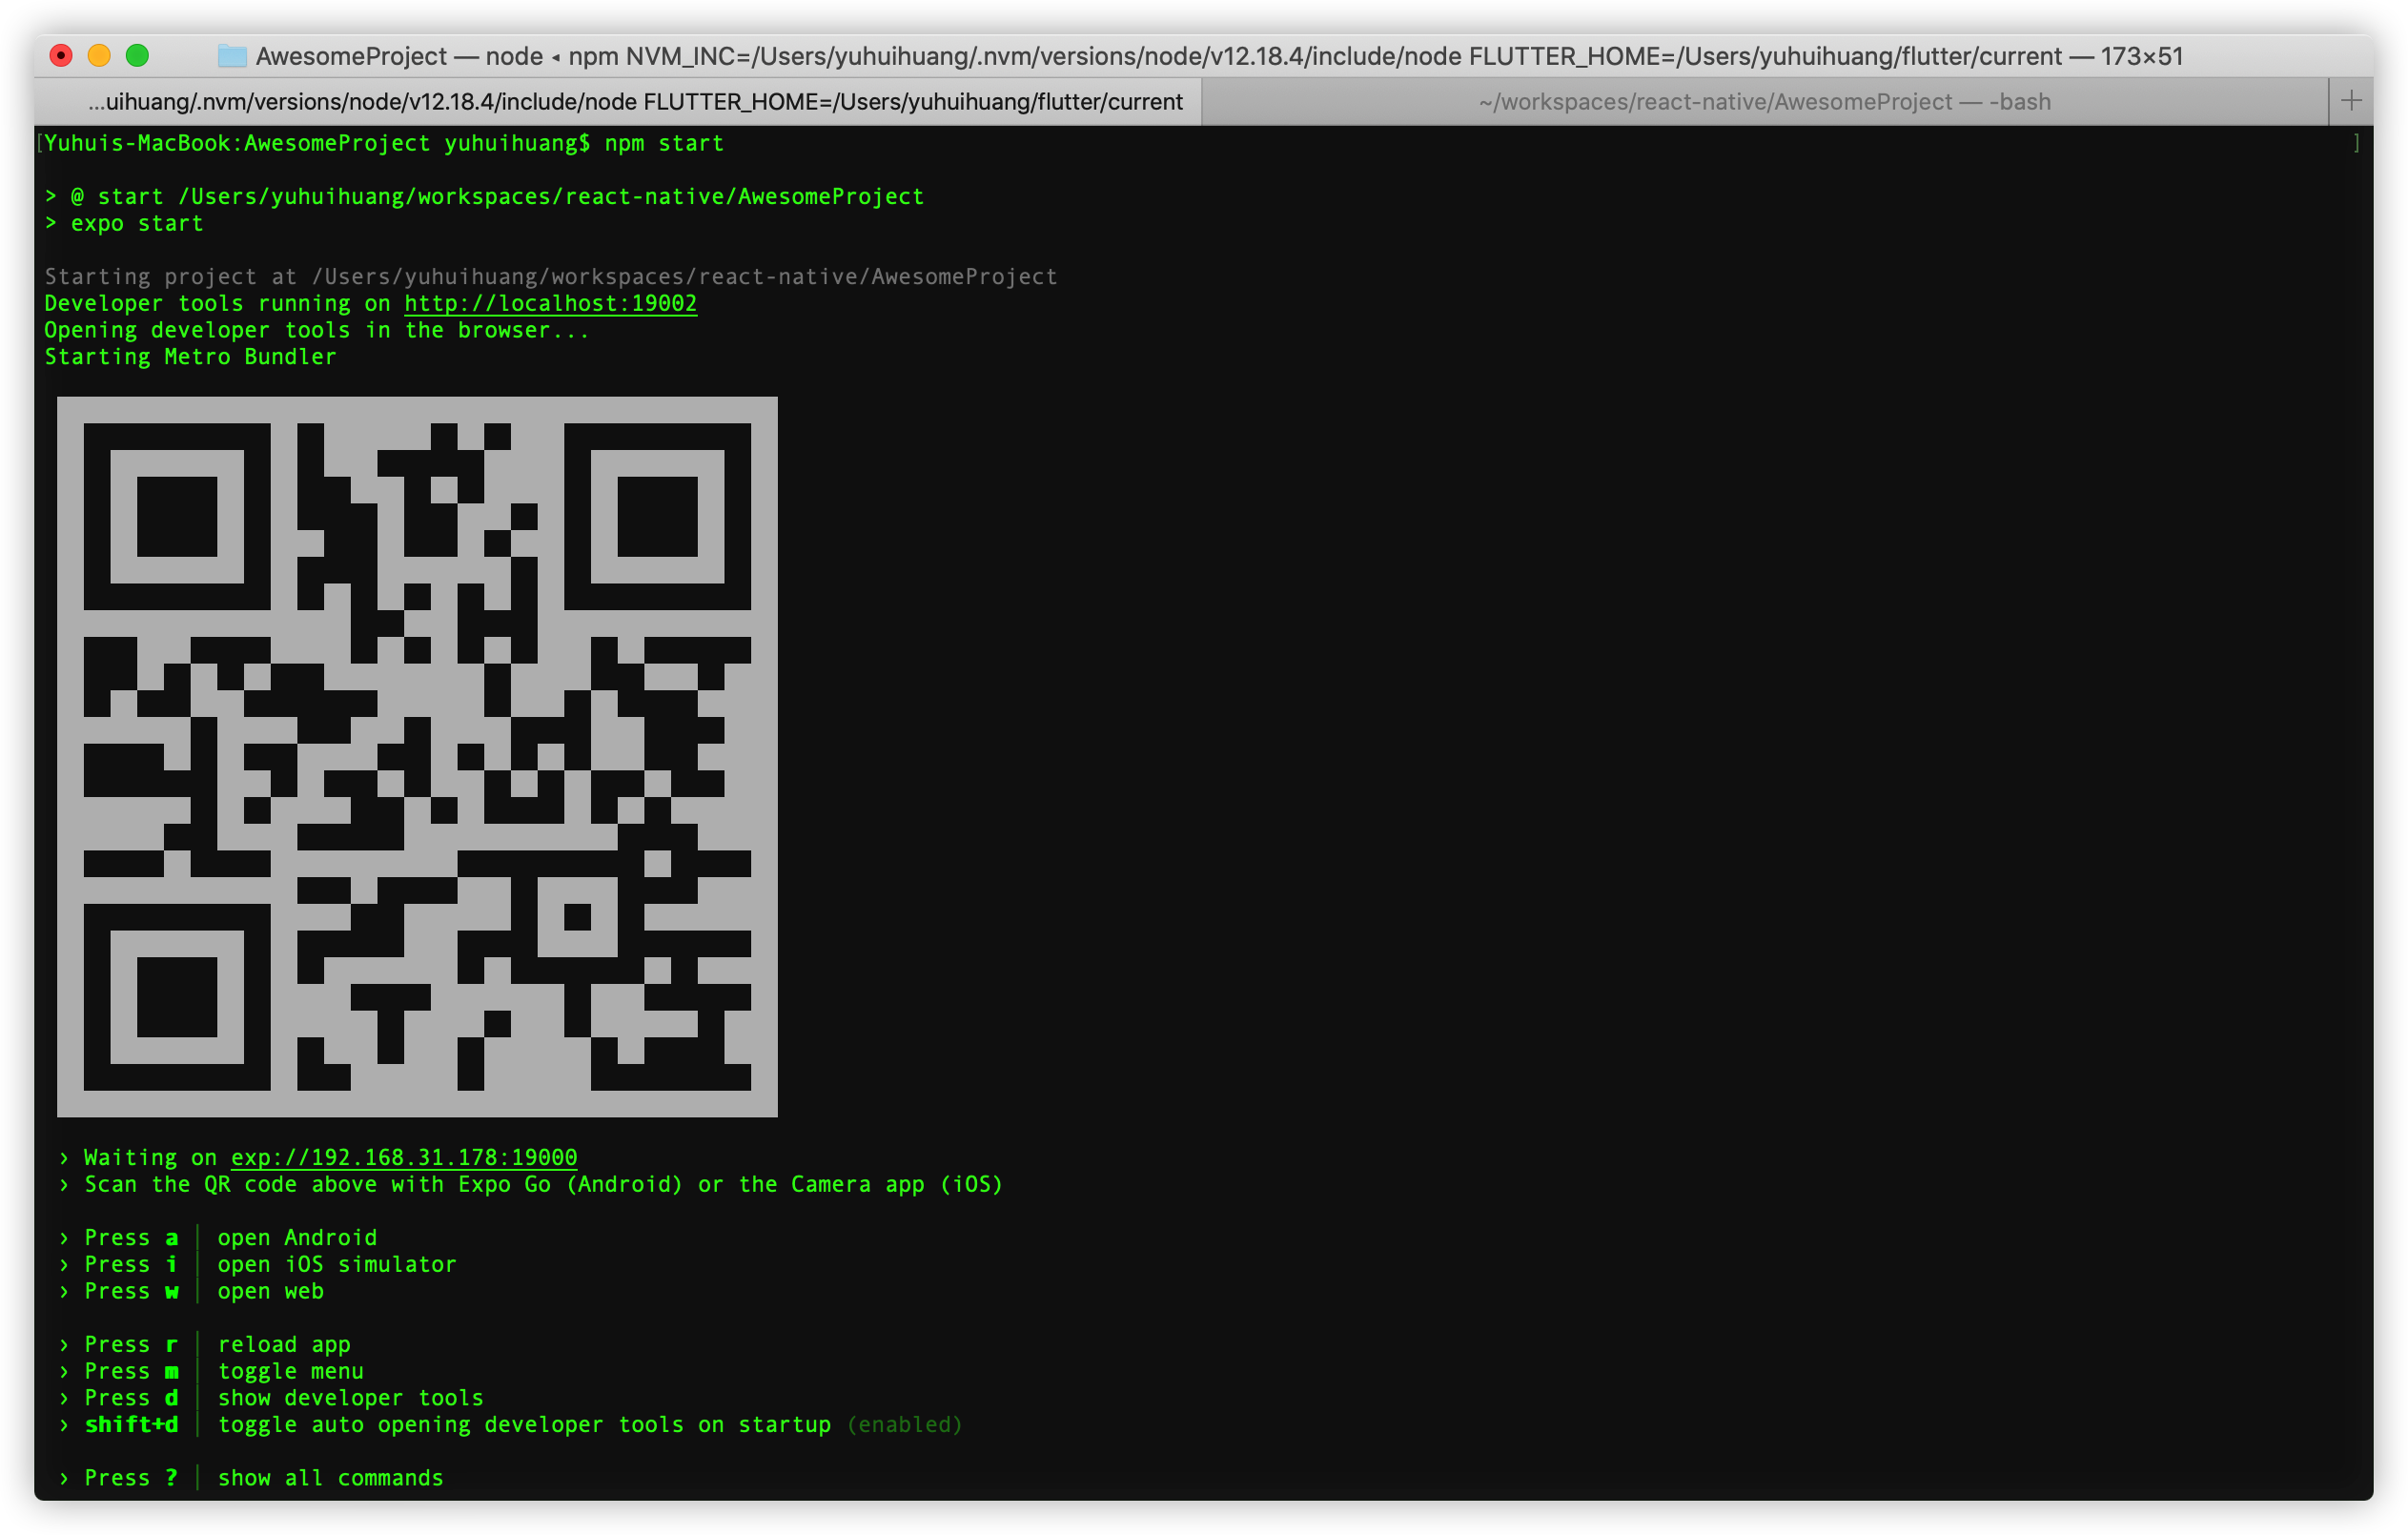 AwesomeProject — node ◂ npm NVM_INC=/Users/yuhuihuang/.nvm/versions/node/v12.18.4/include/node FLUTTER_HOME=/Users/yuhuihuang/flutter/current — 173×51
...uihuang/.nvm/versions/node/v12.18.4/include/node FLUTTER_HOME=/Users/yuhuihuang/flutter/current
~/workspaces/react-native/AwesomeProject — -bash
[Yuhuis-MacBook:AwesomeProject yuhuihuang$ npm start ]
> @ start /Users/yuhuihuang/workspaces/react-native/AwesomeProject
> expo start
Starting project at /Users/yuhuihuang/workspaces/react-native/AwesomeProject
Developer tools running on http://localhost:19002
Opening developer tools in the browser...
Starting Metro Bundler
› Waiting on exp://192.168.31.178:19000
› Scan the QR code above with Expo Go (Android) or the Camera app (iOS)
› Press a │ open Android
› Press i │ open iOS simulator
› Press w │ open web
› Press r │ reload app
› Press m │ toggle menu
› Press d │ show developer tools
› shift+d │ toggle auto opening developer tools on startup (enabled)
› Press ? │ show all commands